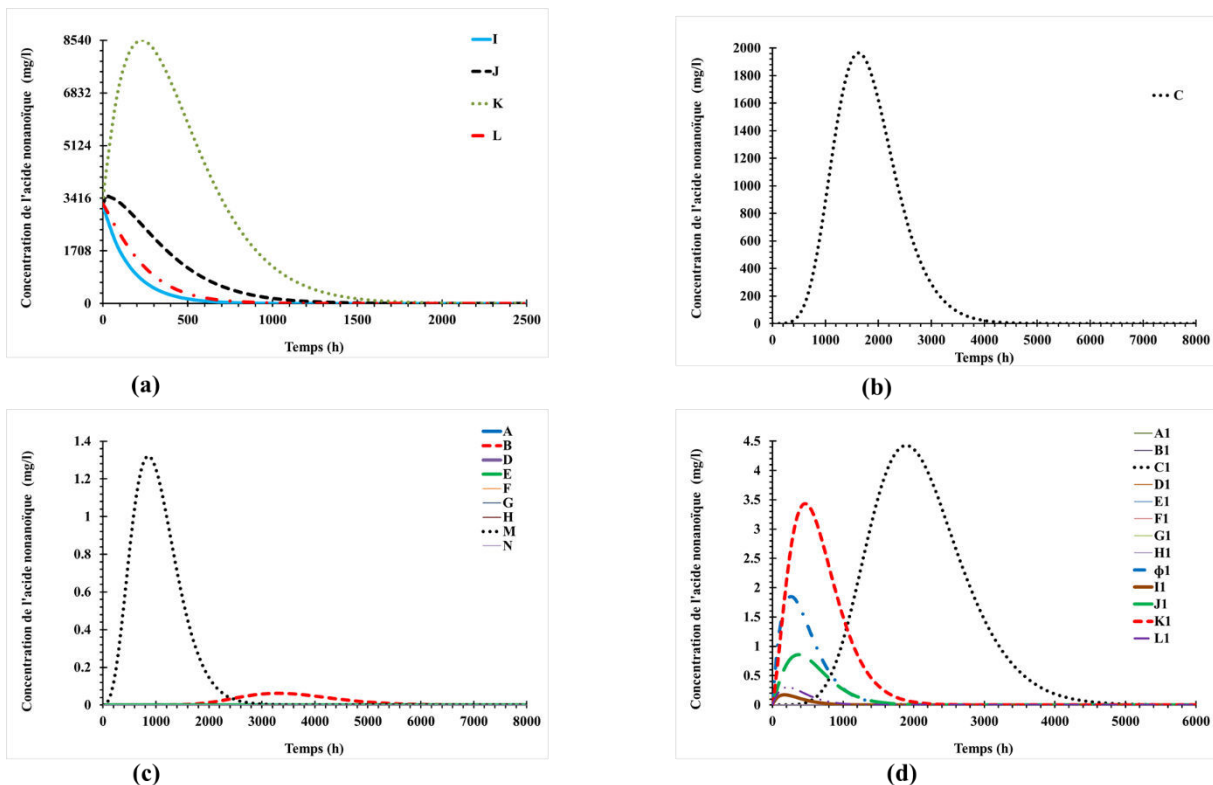 Concentration de l'acide nonanoïque (mg/l)
8540
6832
5124
3416
1708
0
0
500
1000
1500
2000
2500
Temps (h)
I
J
K
L
(a)
Concentration de l'acide nonanoïque (mg/l)
2000
1800
1600
1400
1200
1000
800
600
400
200
0
0
1000
2000
3000
4000
5000
6000
7000
8000
Temps (h)
C
(b)
Concentration de l'acide nonanoïque (mg/l)
1.4
1.2
1
0.8
0.6
0.4
0.2
0
0
1000
2000
3000
4000
5000
6000
7000
8000
Temps (h)
A
B
D
E
F
G
H
M
N
(c)
Concentration de l'acide nonanoïque (mg/l)
4.5
4
3.5
3
2.5
2
1.5
1
0.5
0
0
1000
2000
3000
4000
5000
6000
Temps (h)
A1
B1
C1
D1
E1
F1
G1
H1
ϕ1
I1
J1
K1
L1
(d)